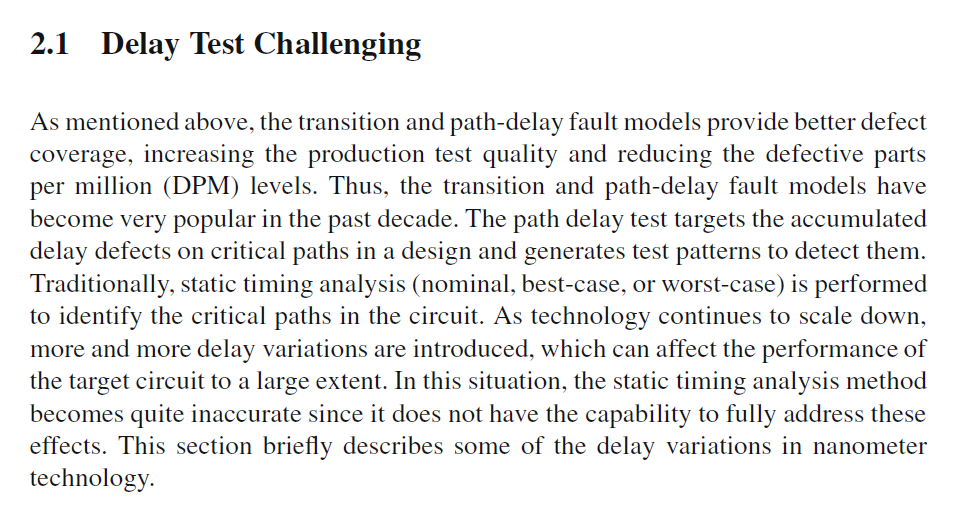 2.1 Delay Test Challenging
As mentioned above, the transition and path-delay fault models provide better defect
coverage, increasing the production test quality and reducing the defective parts
per million (DPM) levels. Thus, the transition and path-delay fault models have
become very popular in the past decade. The path delay test targets the accumulated
delay defects on critical paths in a design and generates test patterns to detect them.
Traditionally, static timing analysis (nominal, best-case, or worst-case) is performed
to identify the critical paths in the circuit. As technology continues to scale down,
more and more delay variations are introduced, which can affect the performance of
the target circuit to a large extent. In this situation, the static timing analysis method
becomes quite inaccurate since it does not have the capability to fully address these
effects. This section briefly describes some of the delay variations in nanometer
technology.